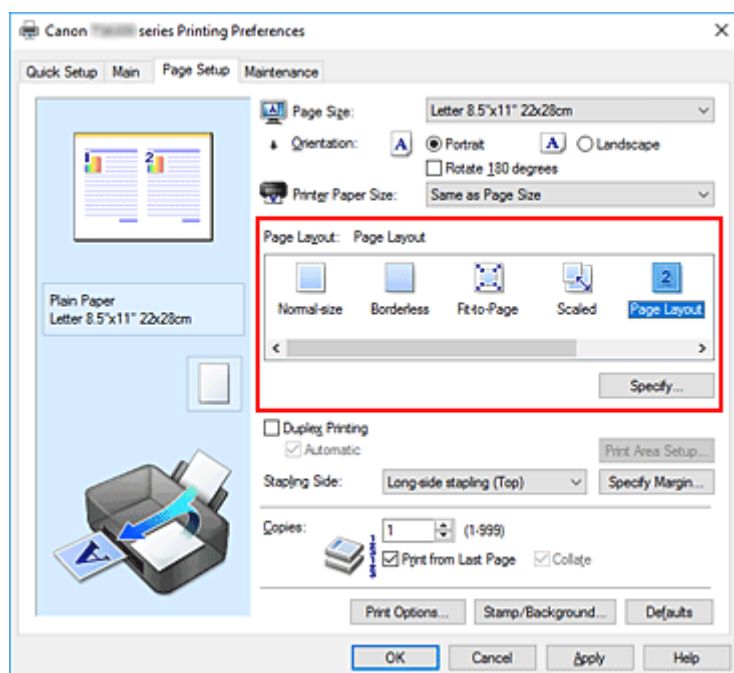 Canon series Printing Preferences
Quick Setup Main Page Setup Maintenance
1 2
Page Size: Letter 8.5"x11" 22x28cm
Orientation: A Portrait A Landscape
Rotate 180 degrees
Printer Paper Size: Same as Page Size
Page Layout: Page Layout
2
Normal-size Borderless Fit-to-Page Scaled Page Layout
Specify...
Plain Paper
Letter 8.5"x11" 22x28cm
Duplex Printing
Automatic Print Area Setup...
Stapling Side: Long-side stapling (Top) Specify Margin...
Copies: 1 (1-999)
Print from Last Page Collate
A
Print Options... Stamp/Background... Defaults
OK Cancel Apply Help